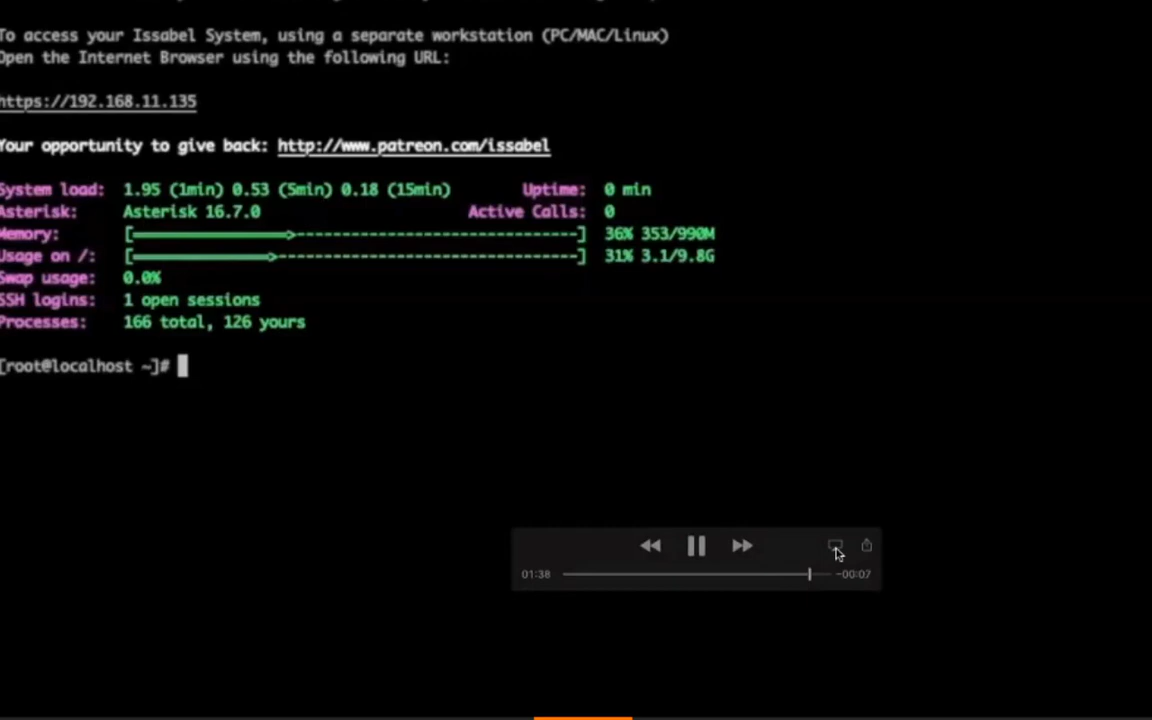 To access your Issabel System, using a separate workstation (PC/MAC/Linux)
Open the Internet Browser using the following URL:
https://192.168.11.135
Your opportunity to give back: http://www.patreon.com/issabel
System load: 1.95 (1min) 0.53 (5min) 0.18 (15min) Uptime: 0 min
Asterisk: Asterisk 16.7.0 Active Calls: 0
Memory: [=================>--------------------------------] 36% 353/990M
Usage on /: [===============>----------------------------------] 31% 3.1/9.8G
Swap usage: 0.0%
SSH logins: 1 open sessions
Processes: 166 total, 126 yours
[root@localhost ~]#
01:38 -00:07